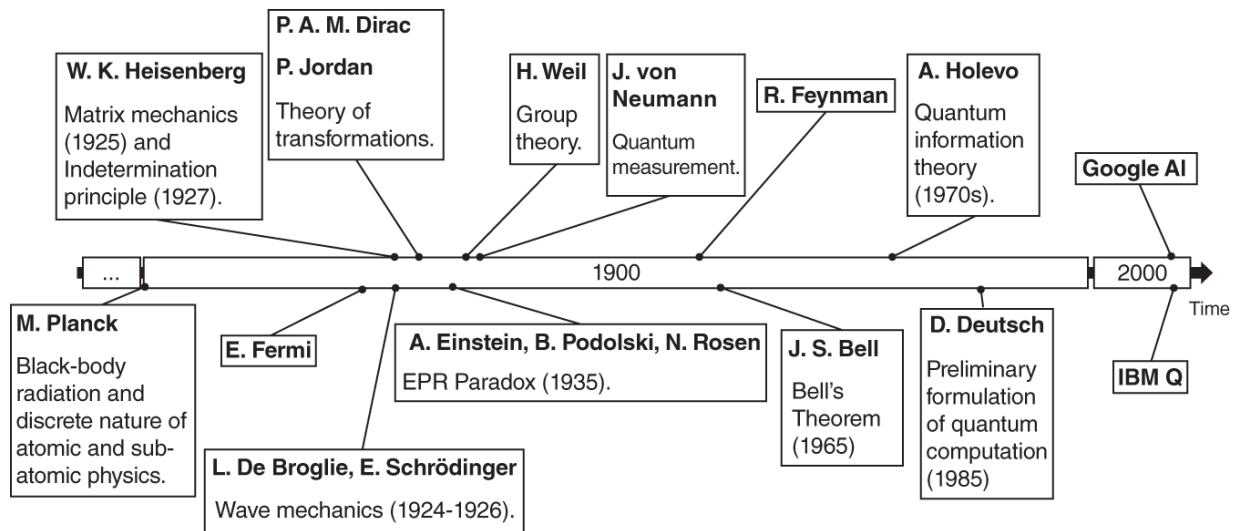 P. A. M. Dirac
P. Jordan
Theory of
transformations.
W. K. Heisenberg
Matrix mechanics
(1925) and
Indetermination
principle (1927).
H. Weil
Group
theory.
J. von
Neumann
Quantum
measurement.
R. Feynman
A. Holevo
Quantum
information
theory
(1970s).
Google AI
...
1900
2000
Time
M. Planck
Black-body
radiation and
discrete nature of
atomic and sub-
atomic physics.
E. Fermi
L. De Broglie, E. Schrödinger
Wave mechanics (1924-1926).
A. Einstein, B. Podolski, N. Rosen
EPR Paradox (1935).
J. S. Bell
Bell's
Theorem
(1965)
D. Deutsch
Preliminary
formulation
of quantum
computation
(1985)
IBM Q